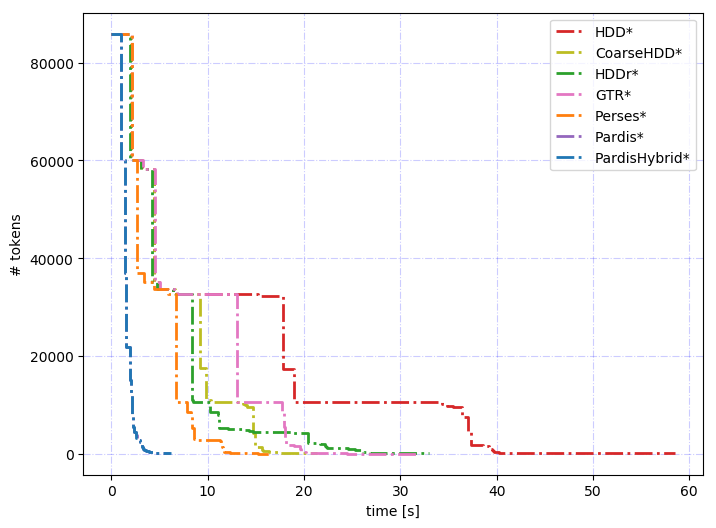 HDD*
CoarseHDD*
HDDr*
GTR*
Perses*
Pardis*
PardisHybrid*
80000
60000
40000
20000
0
# tokens
0 10 20 30 40 50 60
time [s]